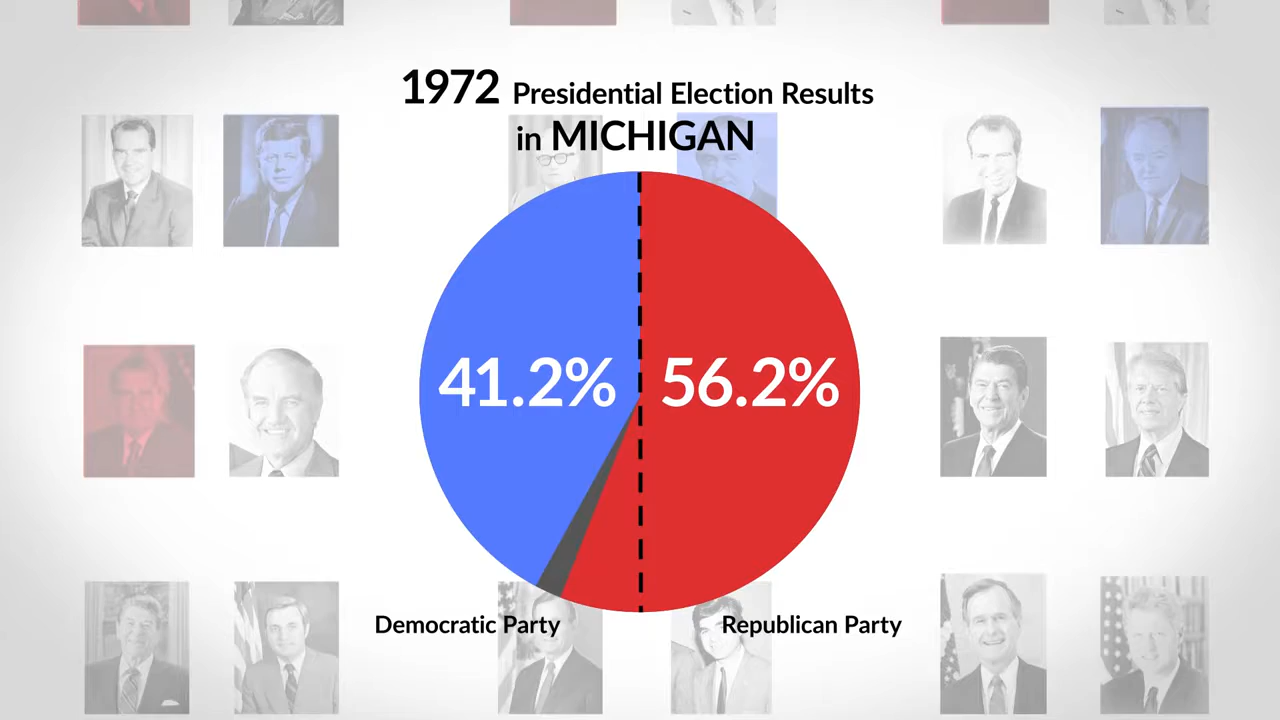 1972 Presidential Election Results
in MICHIGAN
41.2% 56.2%
Democratic Party Republican Party